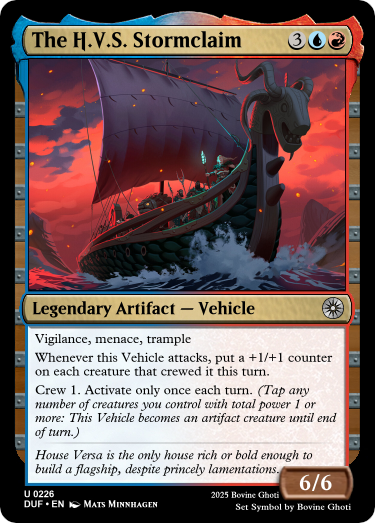 The H.V.S. Stormclaim 3
Legendary Artifact — Vehicle
Vigilance, menace, trample
Whenever this Vehicle attacks, put a +1/+1 counter
on each creature that crewed it this turn.
Crew 1. Activate only once each turn. (Tap any
number of creatures you control with total power 1
or more: This Vehicle becomes an artifact creature until
end of turn.)
House Versa is the only house rich or bold enough to
build a flagship, despite princely lamentations.
6/6
U 0226
DUF • EN Mats Minnhagen
2025 Bovine Ghoti
Set Symbol by Bovine Ghoti